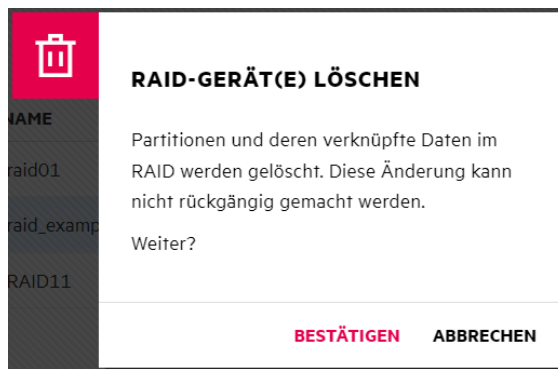 RAID-GERÄT(E) LÖSCHEN
NAME
Partitionen und deren verknüpfte Daten im
raid01
RAID werden gelöscht. Diese Änderung kann
nicht rückgängig gemacht werden.
raid_examp
Weiter?
RAID11
BESTÄTIGEN ABBRECHEN